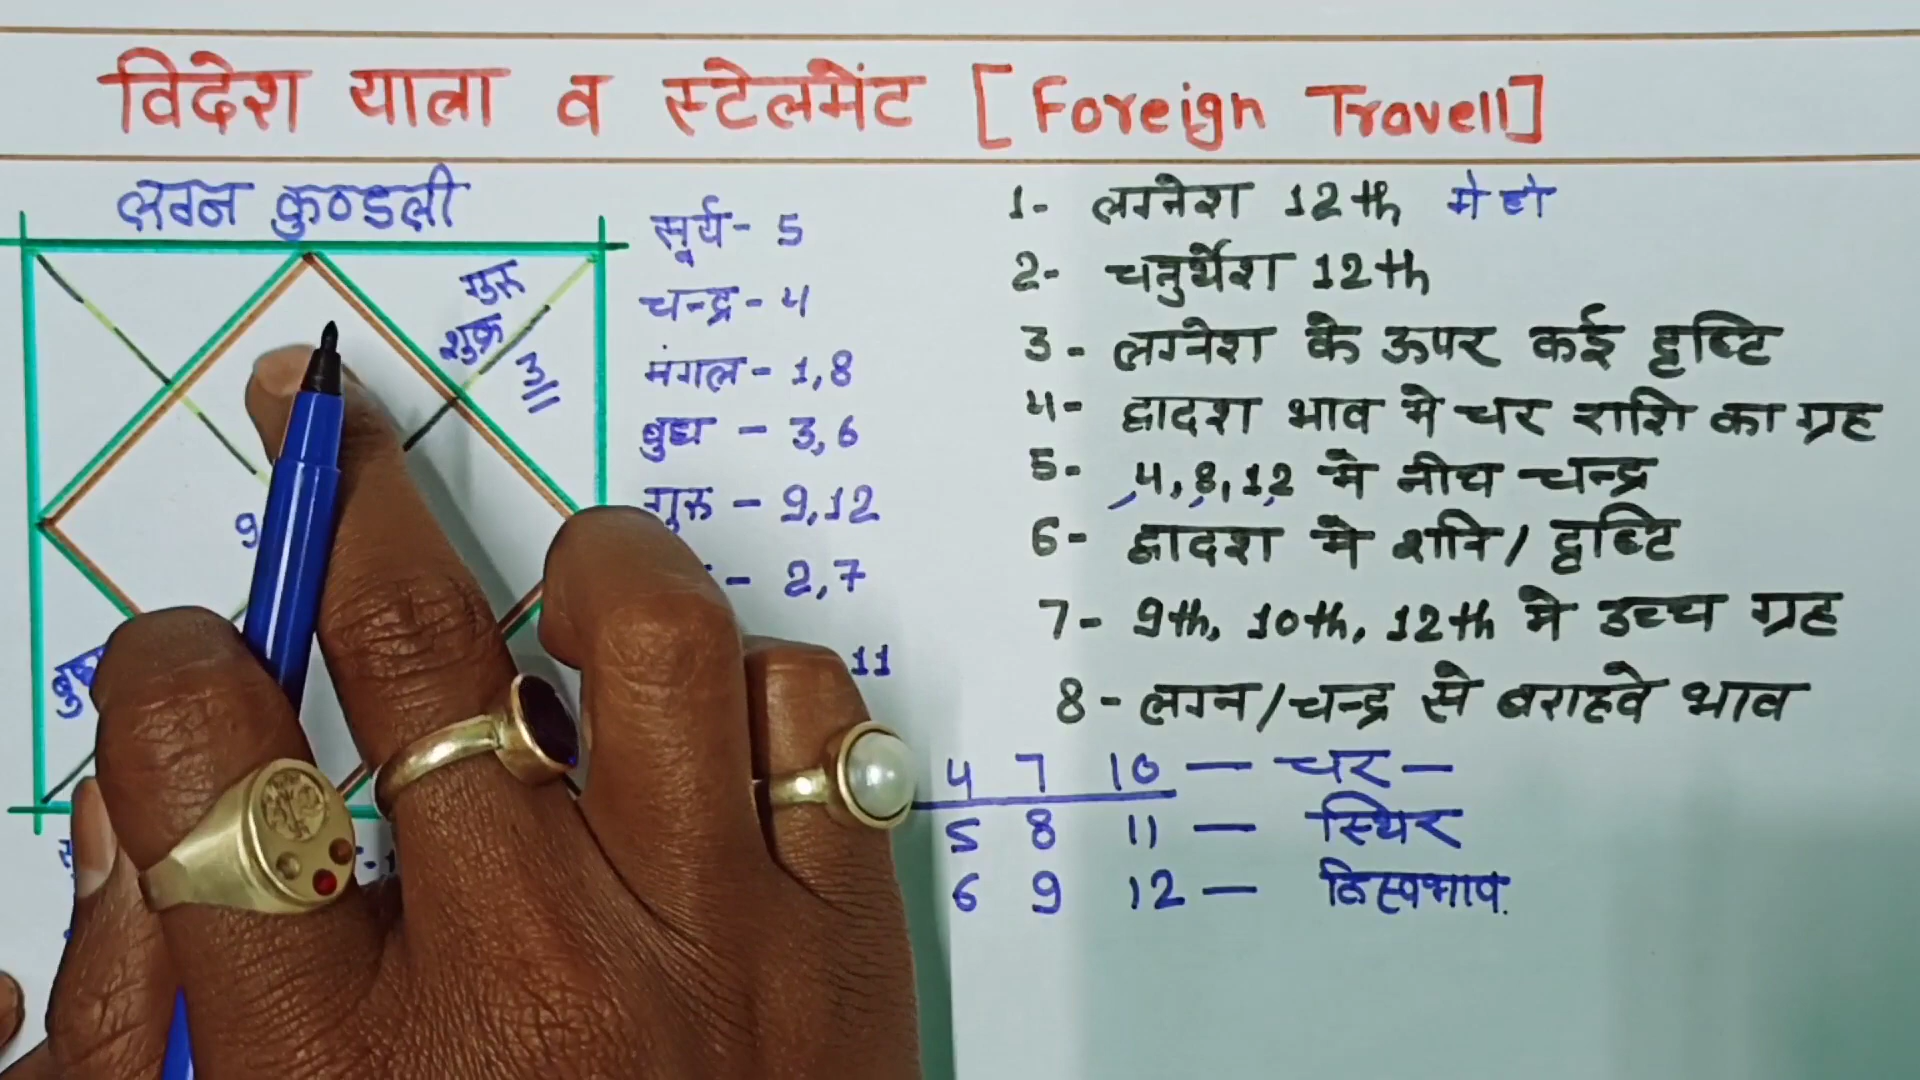 विदेश यात्रा व स्टेलमेंट [Foreign Travell]
लग्न कुण्डली
गुरु
शुक्र
3
9
सूर्य - 5
चन्द्र - 4
मंगल - 1,8
बुध - 3,6
गुरु - 9,12
- 2,7
11
1- लग्नेश 12th मे हो
2- चतुर्थेश 12th
3- लग्नेश के ऊपर कई दृष्टि
4- द्वादश भाव मे चर राशि का ग्रह
5- 4,8,12 मे नीच चन्द्र
6- द्वादश मे शनि/दृष्टि
7- 9th, 10th, 12th मे उच्च ग्रह
8- लग्न/चन्द्र से बराहवे भाव
4 7 10 — चर —
5 8 11 — स्थिर
6 9 12 — द्विस्वभाव.